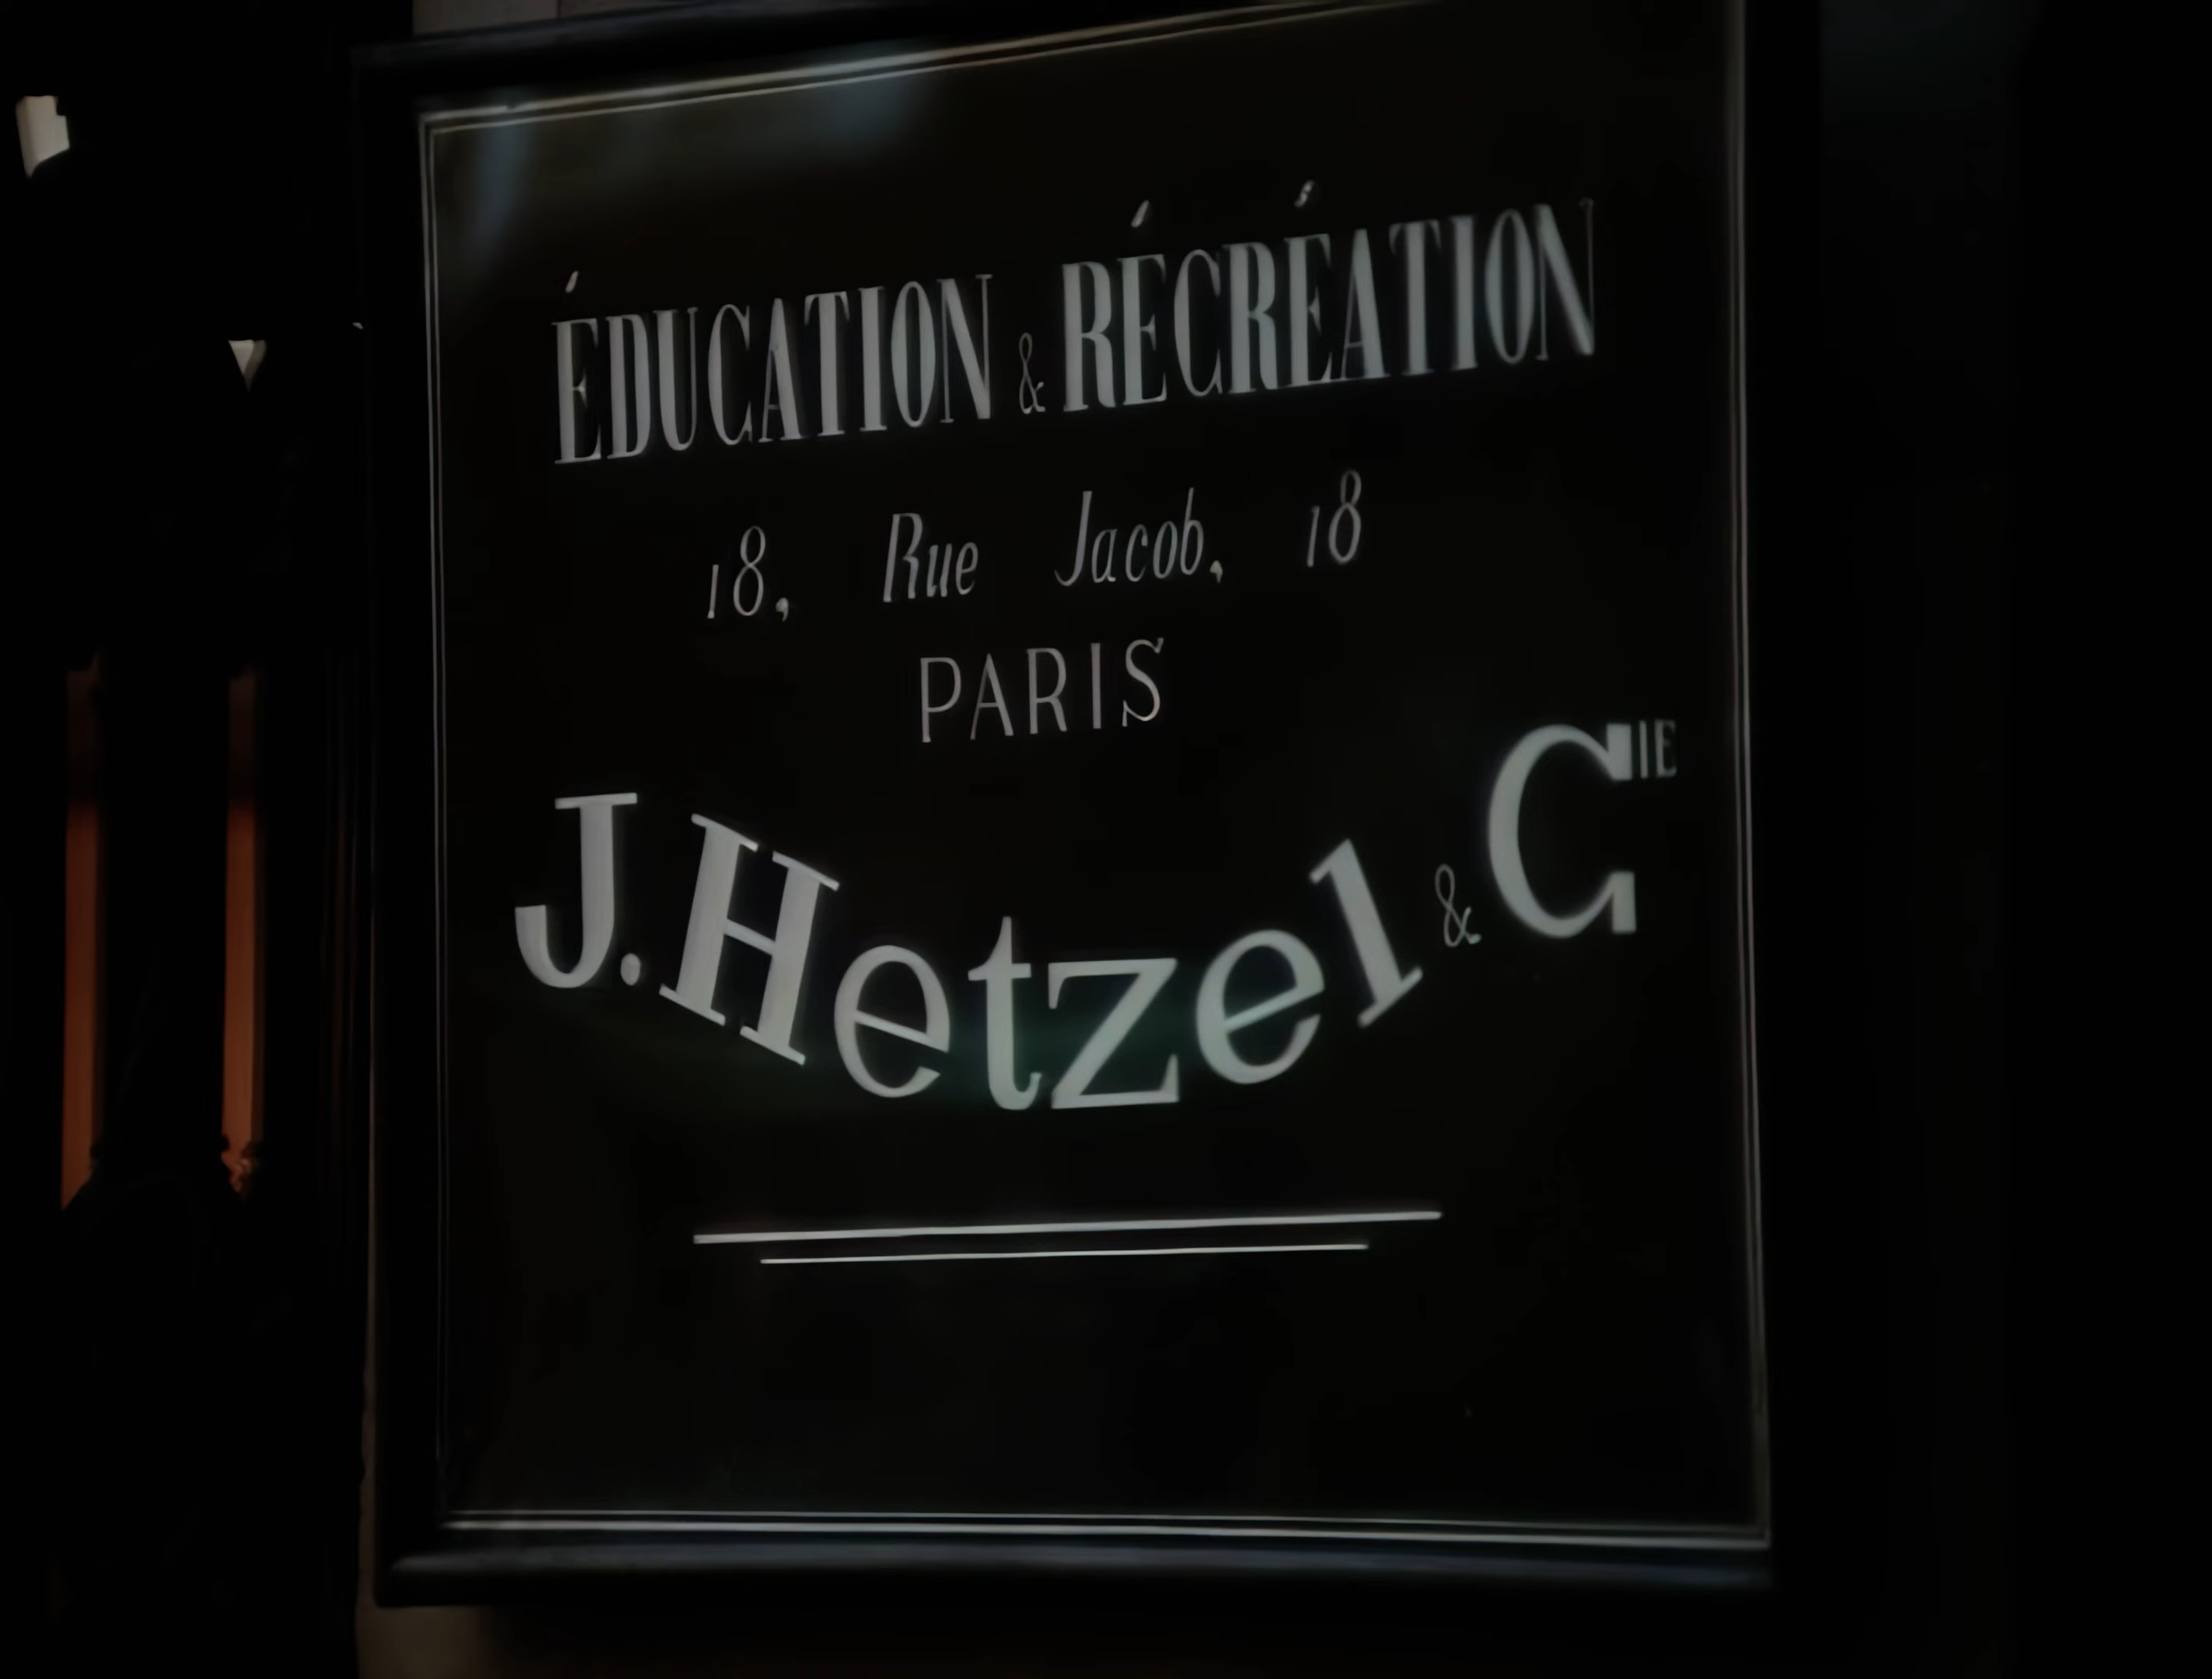 ÉDUCATION & RÉCRÉATION
18, Rue Jacob, 18
PARIS
J. Hetzel & CIE